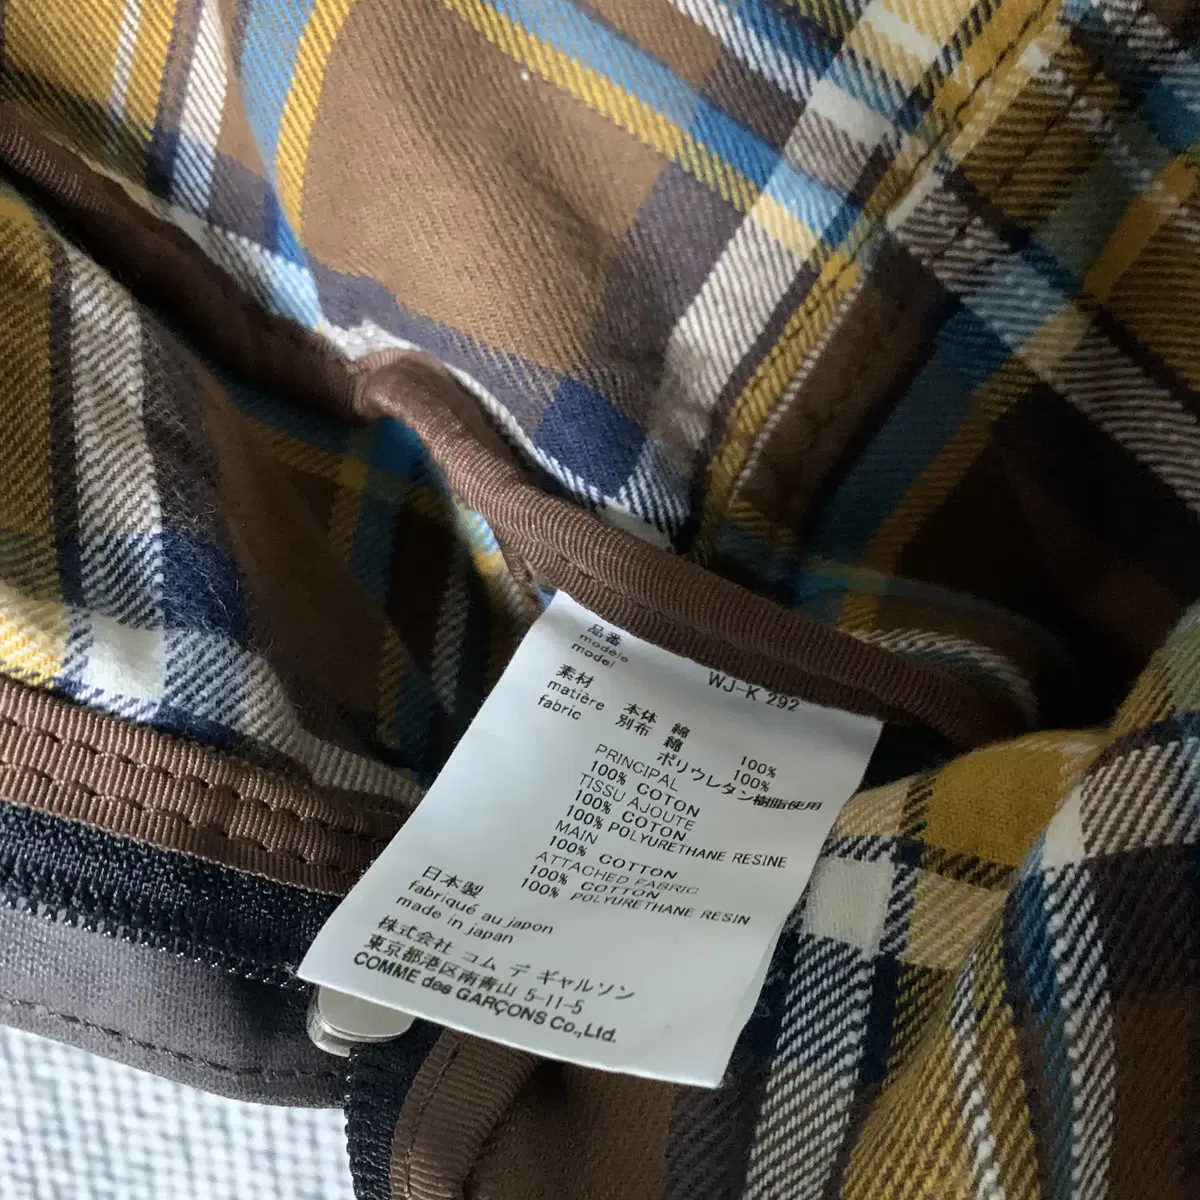 品番
modèle
model
WJ-K 292
素材
matière
fabric
本体 綿 100%
別布 綿 100%
ポリウレタン樹脂使用
PRINCIPAL
100% COTON
TISSU AJOUTE
100% COTON
100% POLYURETHANE RESINE
MAIN
100% COTTON
ATTACHED FABRIC
100% COTTON
100% POLYURETHANE RESIN
日本製
fabriqué au japon
made in japan
株式会社 コム デ ギャルソン
東京都港区南青山 5-11-5
COMME des GARÇONS Co.,Ltd.